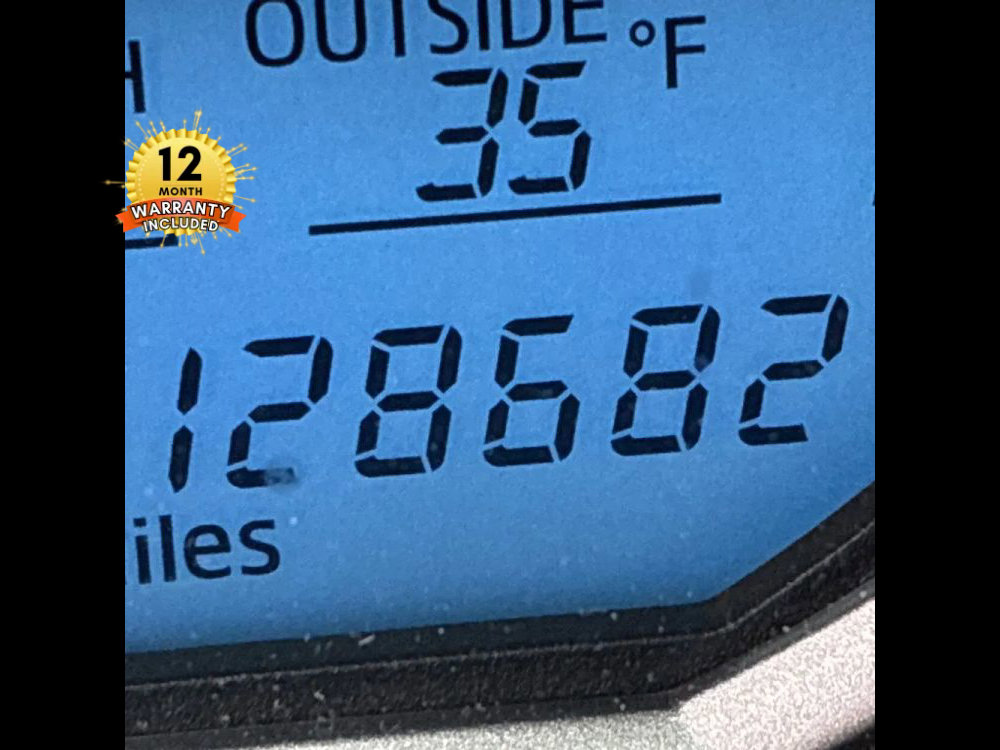 OUTSIDE °F
H
35
12
MONTH
WARRANTY
INCLUDED
128682
iles